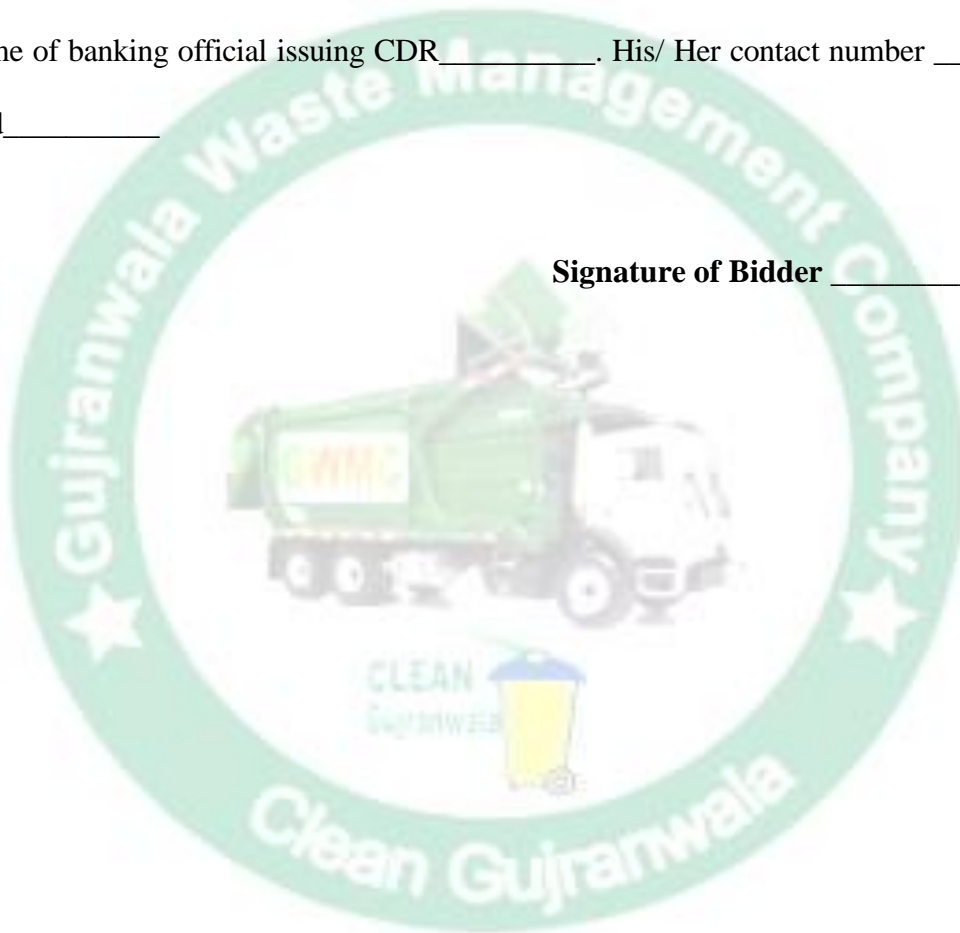 ne of banking official issuing CDR__________. His/ Her contact number __
__________
Signature of Bidder ________
Gujranwala Waste Management Company
GWMC
CLEAN
Gujranwala
Clean Gujranwala